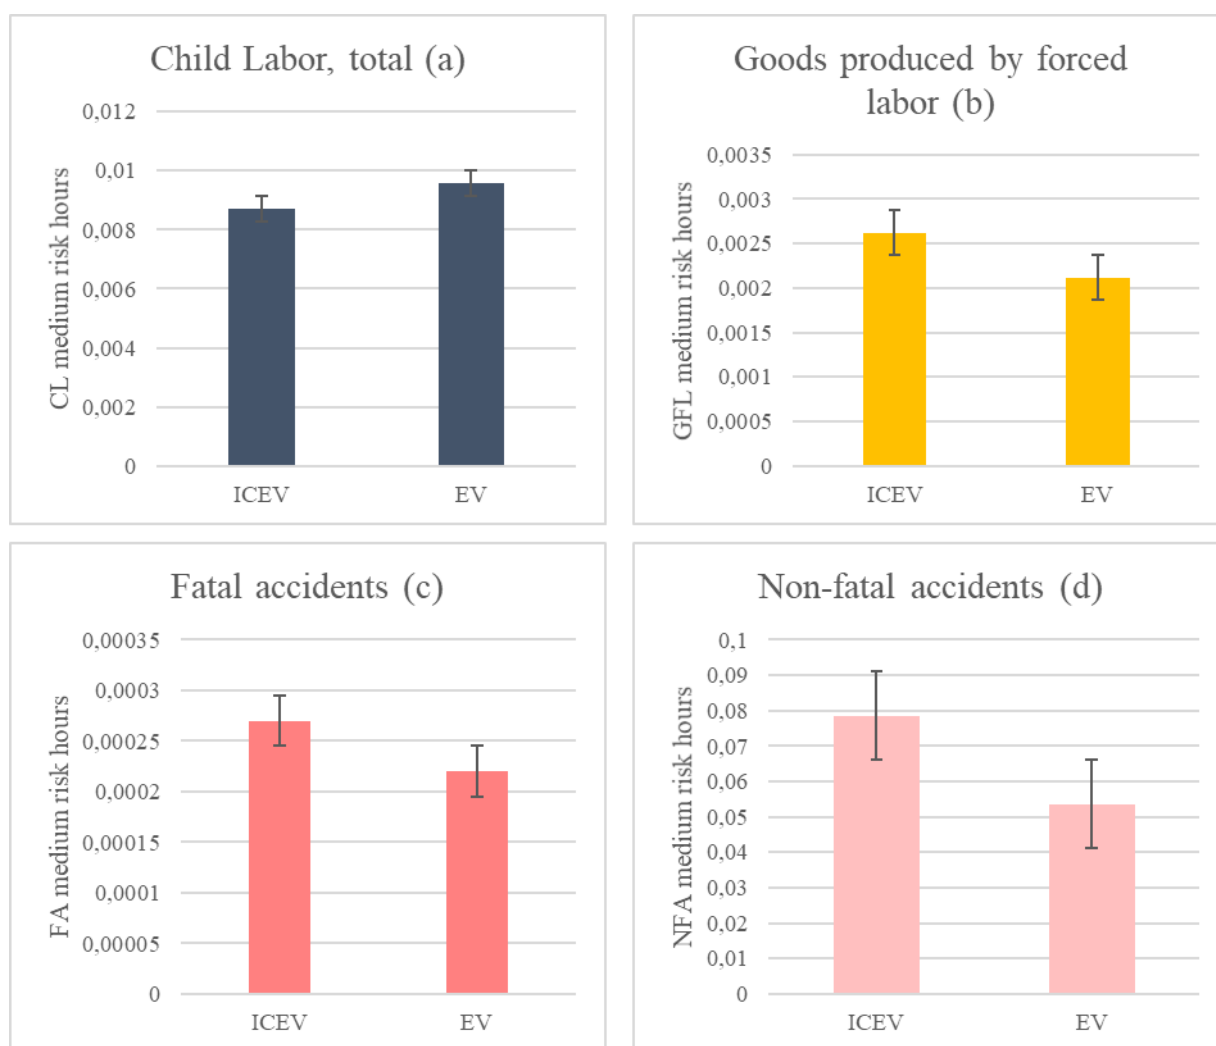 Child Labor, total (a)
CL medium risk hours
0,012
0,01
0,008
0,006
0,004
0,002
0
ICEV
EV
Goods produced by forced
labor (b)
GFL medium risk hours
0,0035
0,003
0,0025
0,002
0,0015
0,001
0,0005
0
ICEV
EV
Fatal accidents (c)
FA medium risk hours
0,00035
0,0003
0,00025
0,0002
0,00015
0,0001
0,00005
0
ICEV
EV
Non-fatal accidents (d)
NFA medium risk hours
0,1
0,09
0,08
0,07
0,06
0,05
0,04
0,03
0,02
0,01
0
ICEV
EV